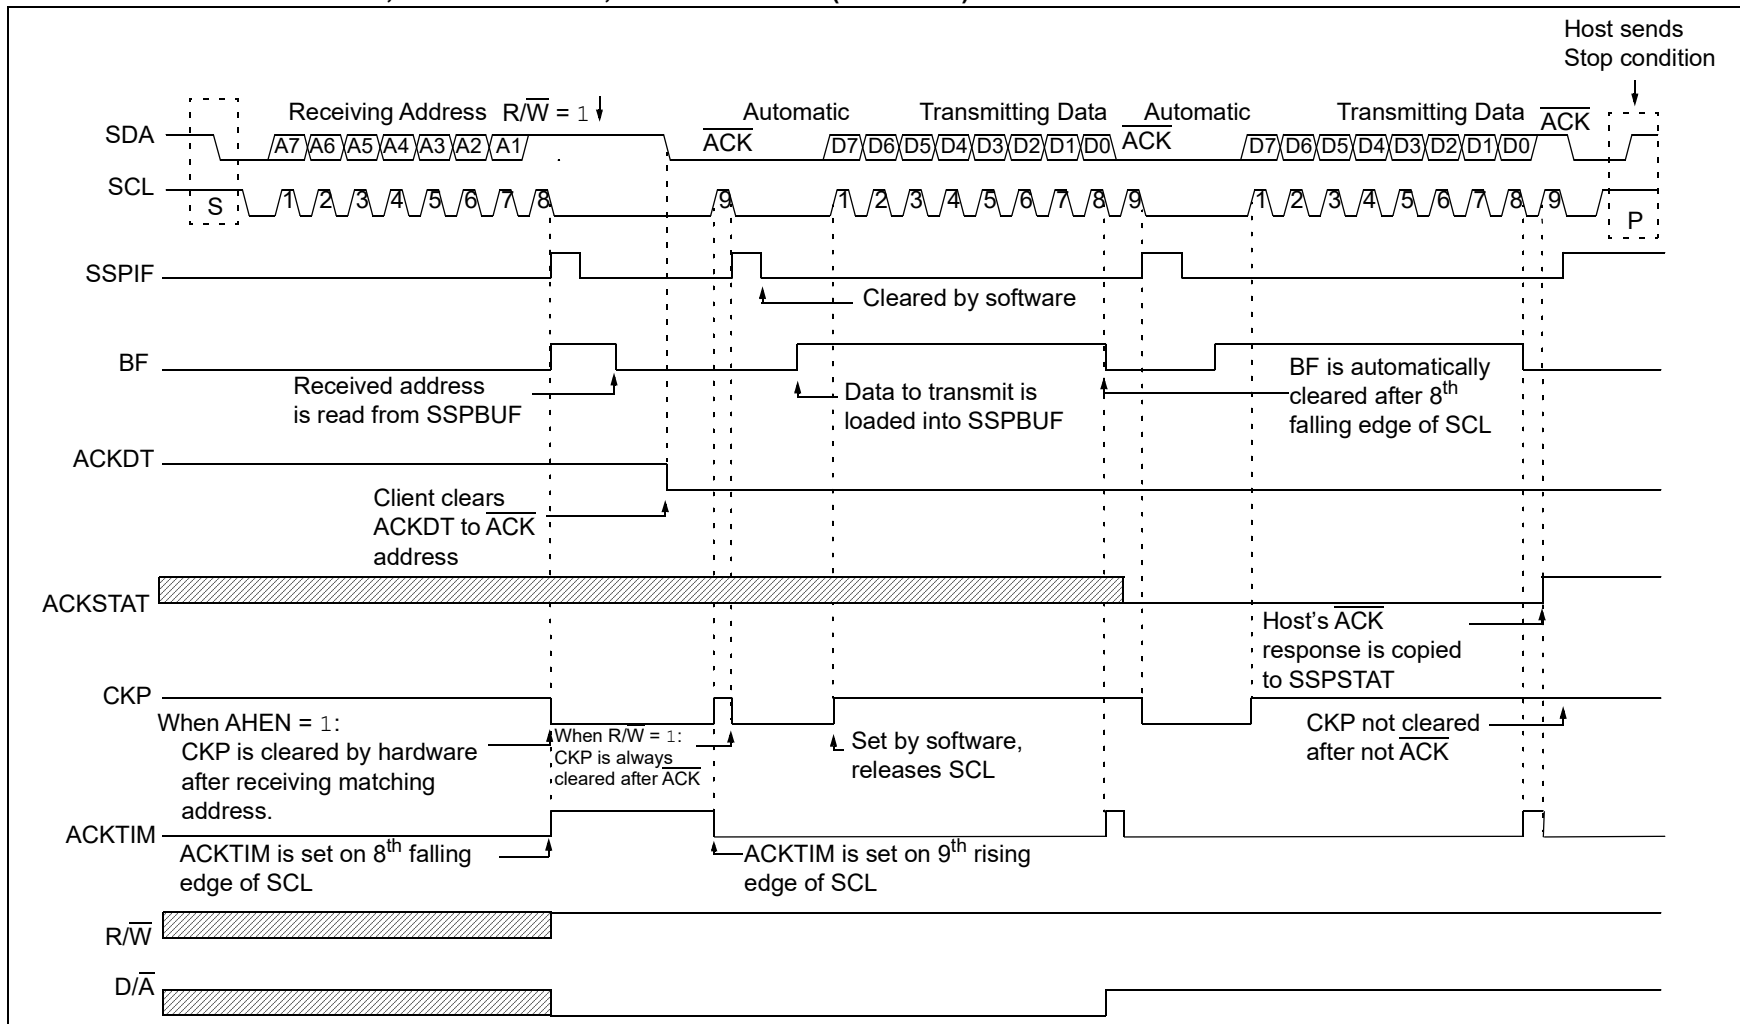 Host sends
Stop condition
Receiving Address R/W̅ = 1
Automatic
Transmitting Data
Automatic
Transmitting Data
A̅C̅K̅
SDA
A7 A6 A5 A4 A3 A2 A1
A̅C̅K̅
D7 D6 D5 D4 D3 D2 D1 D0
A̅C̅K̅
D7 D6 D5 D4 D3 D2 D1 D0
SCL
S
1 2 3 4 5 6 7 8 9
1 2 3 4 5 6 7 8 9
1 2 3 4 5 6 7 8 9
P
SSPIF
Cleared by software
BF
Received address
is read from SSPBUF
Data to transmit is
loaded into SSPBUF
BF is automatically
cleared after 8th
falling edge of SCL
ACKDT
Client clears
ACKDT to A̅C̅K̅
address
ACKSTAT
Host's A̅C̅K̅
response is copied
to SSPSTAT
CKP
When AHEN = 1:
CKP is cleared by hardware
after receiving matching
address.
When R/W̅ = 1:
CKP is always
cleared after A̅C̅K̅
Set by software,
releases SCL
CKP not cleared
after not A̅C̅K̅
ACKTIM
ACKTIM is set on 8th falling
edge of SCL
ACKTIM is set on 9th rising
edge of SCL
R/W̅
D/A̅